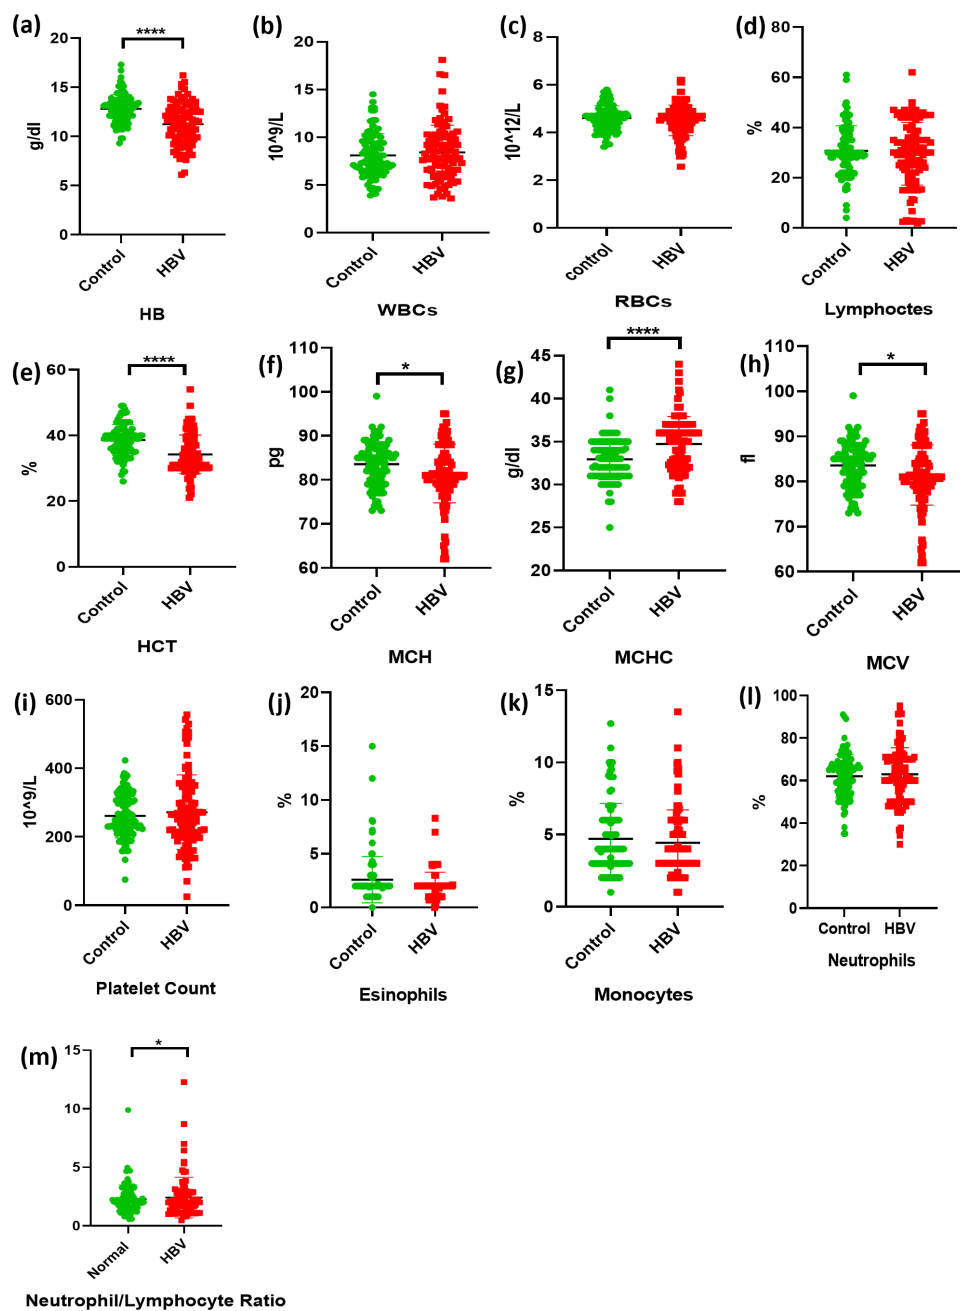 (a)
****
20
15
10
5
0
g/dl
Control
HBV
HB
(b)
20
15
10
5
0
10^9/L
Control
HBV
WBCs
(c)
8
6
4
2
0
10^12/L
control
HBV
RBCs
(d)
80
60
40
20
0
%
Control
HBV
Lymphoctes
(e)
****
60
40
20
0
%
Control
HBV
HCT
(f)
*
110
100
90
80
70
60
pg
Control
HBV
MCH
(g)
****
45
40
35
30
25
20
g/dl
Control
HBV
MCHC
(h)
*
110
100
90
80
70
60
fl
Control
HBV
MCV
(i)
600
400
200
0
10^9/L
Control
HBV
Platelet Count
(j)
20
15
10
5
0
%
Control
HBV
Esinophils
(k)
15
10
5
0
%
Control
HBV
Monocytes
(l)
100
80
60
40
20
0
%
Control HBV
Neutrophils
(m)
*
15
10
5
0
Normal
HBV
Neutrophil/Lymphocyte Ratio